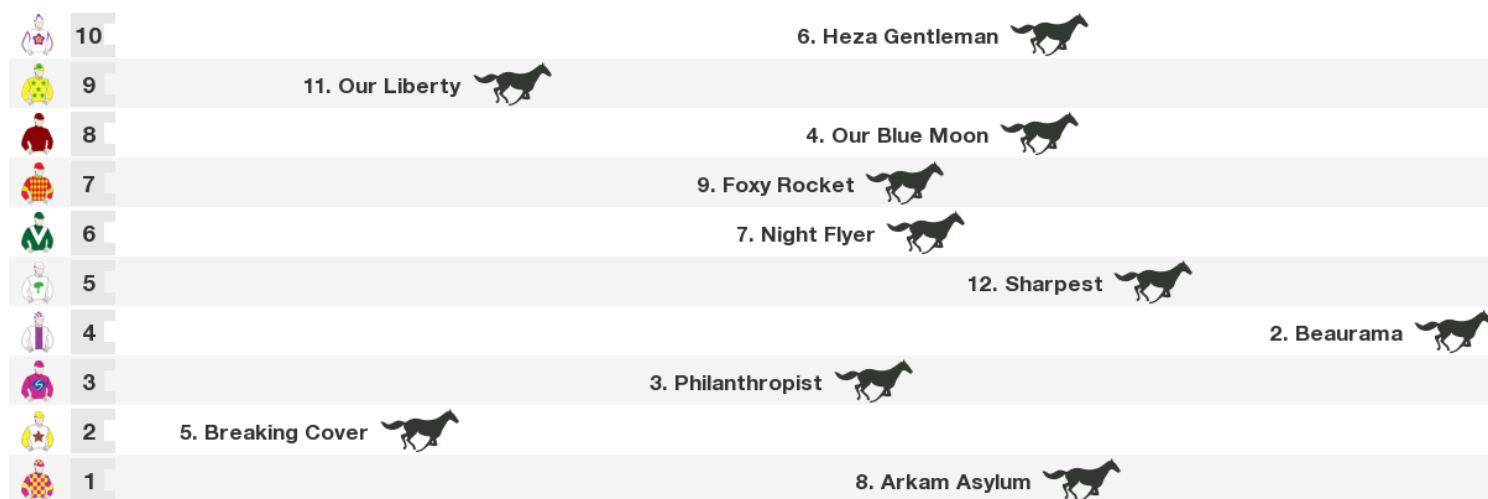 10 6. Heza Gentleman
9 11. Our Liberty
8 4. Our Blue Moon
7 9. Foxy Rocket
6 7. Night Flyer
5 12. Sharpest
4 2. Beaurama
3 3. Philanthropist
2 5. Breaking Cover
1 8. Arkam Asylum